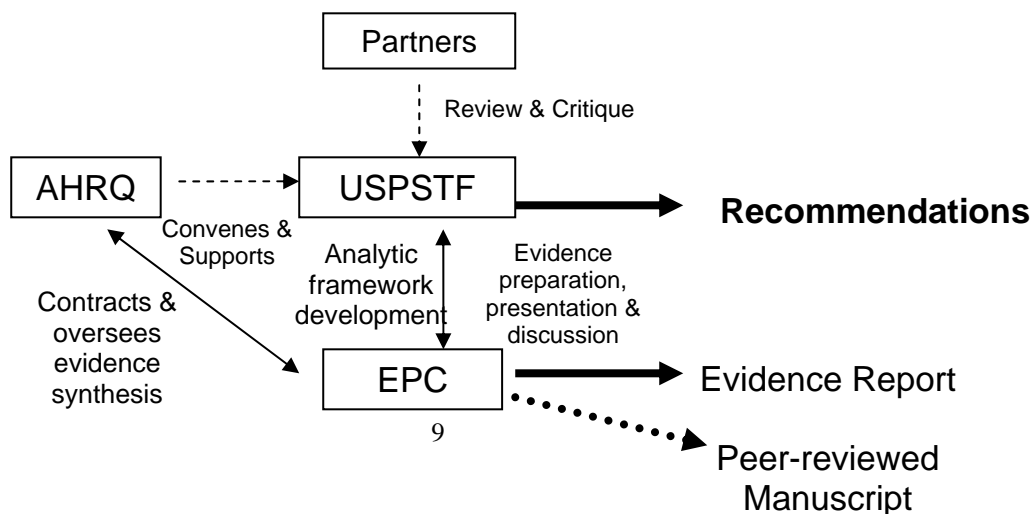 Partners
Review & Critique
AHRQ
USPSTF
Recommendations
Convenes &
Supports
Analytic
framework
development
Evidence
preparation,
presentation &
discussion
Contracts &
oversees
evidence
synthesis
EPC
Evidence Report
9
Peer-reviewed
Manuscript